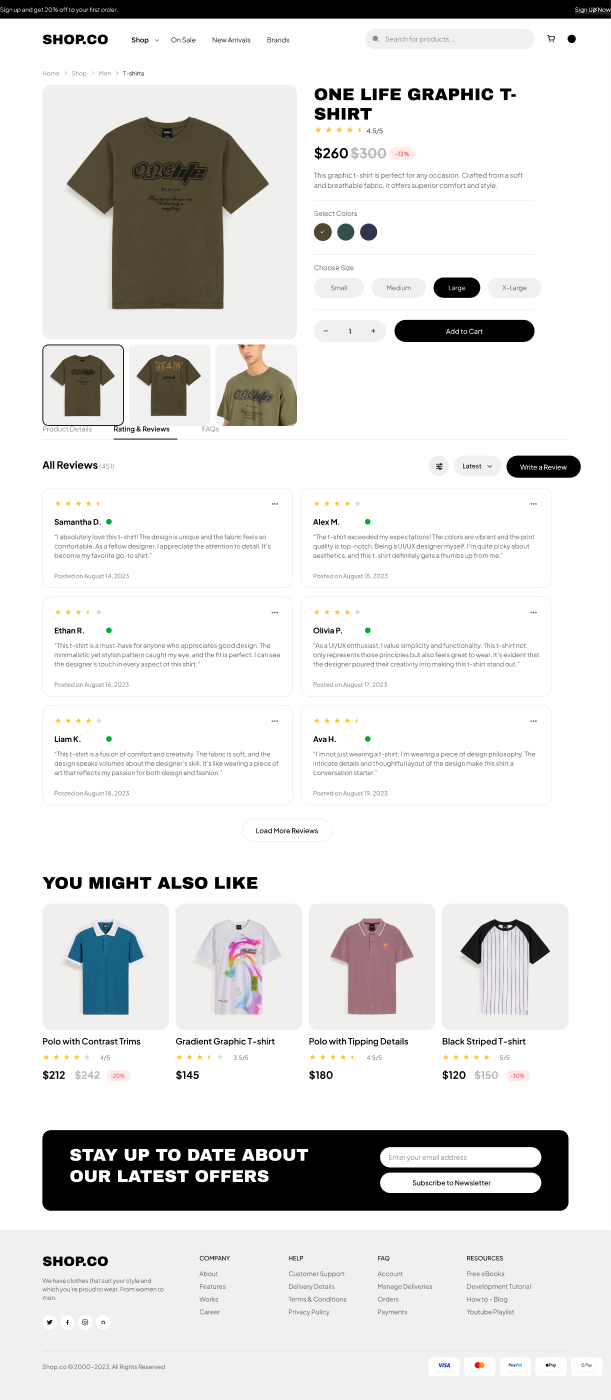 Sign up and get 20% off to your first order.
Sign Up Now
SHOP.CO
Shop
On Sale
New Arrivals
Brands
Search for products...
Home > Shop > Men > T-shirts
ONE LIFE GRAPHIC T-
SHIRT
4.5/5
$260 $300 -13%
This graphic t-shirt is perfect for any occasion. Crafted from a soft
and breathable fabric, it offers superior comfort and style.
Select Colors
Choose Size
Small
Medium
Large
X-Large
− 1 +
Add to Cart
One life
Product Details
Rating & Reviews
FAQs
All Reviews (451)
Latest
Write a Review
Samantha D.
"I absolutely love this t-shirt! The design is unique and the fabric feels so
comfortable. As a fellow designer, I appreciate the attention to detail. It's
become my favorite go-to shirt."
Posted on August 14, 2023
Alex M.
"The t-shirt exceeded my expectations! The colors are vibrant and the print
quality is top-notch. Being a UI/UX designer myself, I'm quite picky about
aesthetics, and this t-shirt definitely gets a thumbs up from me."
Posted on August 15, 2023
Ethan R.
"This t-shirt is a must-have for anyone who appreciates good design. The
minimalistic yet stylish pattern caught my eye, and the fit is perfect. I can see
the designer's touch in every aspect of this shirt."
Posted on August 16, 2023
Olivia P.
"As a UI/UX enthusiast, I value simplicity and functionality. This t-shirt not
only represents those principles but also feels great to wear. It's evident that
the designer poured their creativity into making this t-shirt stand out."
Posted on August 17, 2023
Liam K.
"This t-shirt is a fusion of comfort and creativity. The fabric is soft, and the
design speaks volumes about the designer's skill. It's like wearing a piece of
art that reflects my passion for both design and fashion."
Posted on August 18, 2023
Ava H.
"I'm not just wearing a t-shirt; I'm wearing a piece of design philosophy. The
intricate details and thoughtful layout of the design make this shirt a
conversation starter."
Posted on August 19, 2023
Load More Reviews
YOU MIGHT ALSO LIKE
Polo with Contrast Trims
4/5
$212 $242 -20%
Gradient Graphic T-shirt
3.5/5
$145
Polo with Tipping Details
4.5/5
$180
Black Striped T-shirt
5/5
$120 $150 -30%
STAY UP TO DATE ABOUT
OUR LATEST OFFERS
Enter your email address
Subscribe to Newsletter
SHOP.CO
We have clothes that suit your style and
which you're proud to wear. From women to
men.
COMPANY
About
Features
Works
Career
HELP
Customer Support
Delivery Details
Terms & Conditions
Privacy Policy
FAQ
Account
Manage Deliveries
Orders
Payments
RESOURCES
Free eBooks
Development Tutorial
How to - Blog
Youtube Playlist
Shop.co © 2000-2023, All Rights Reserved
VISA
PayPal
Pay
G Pay